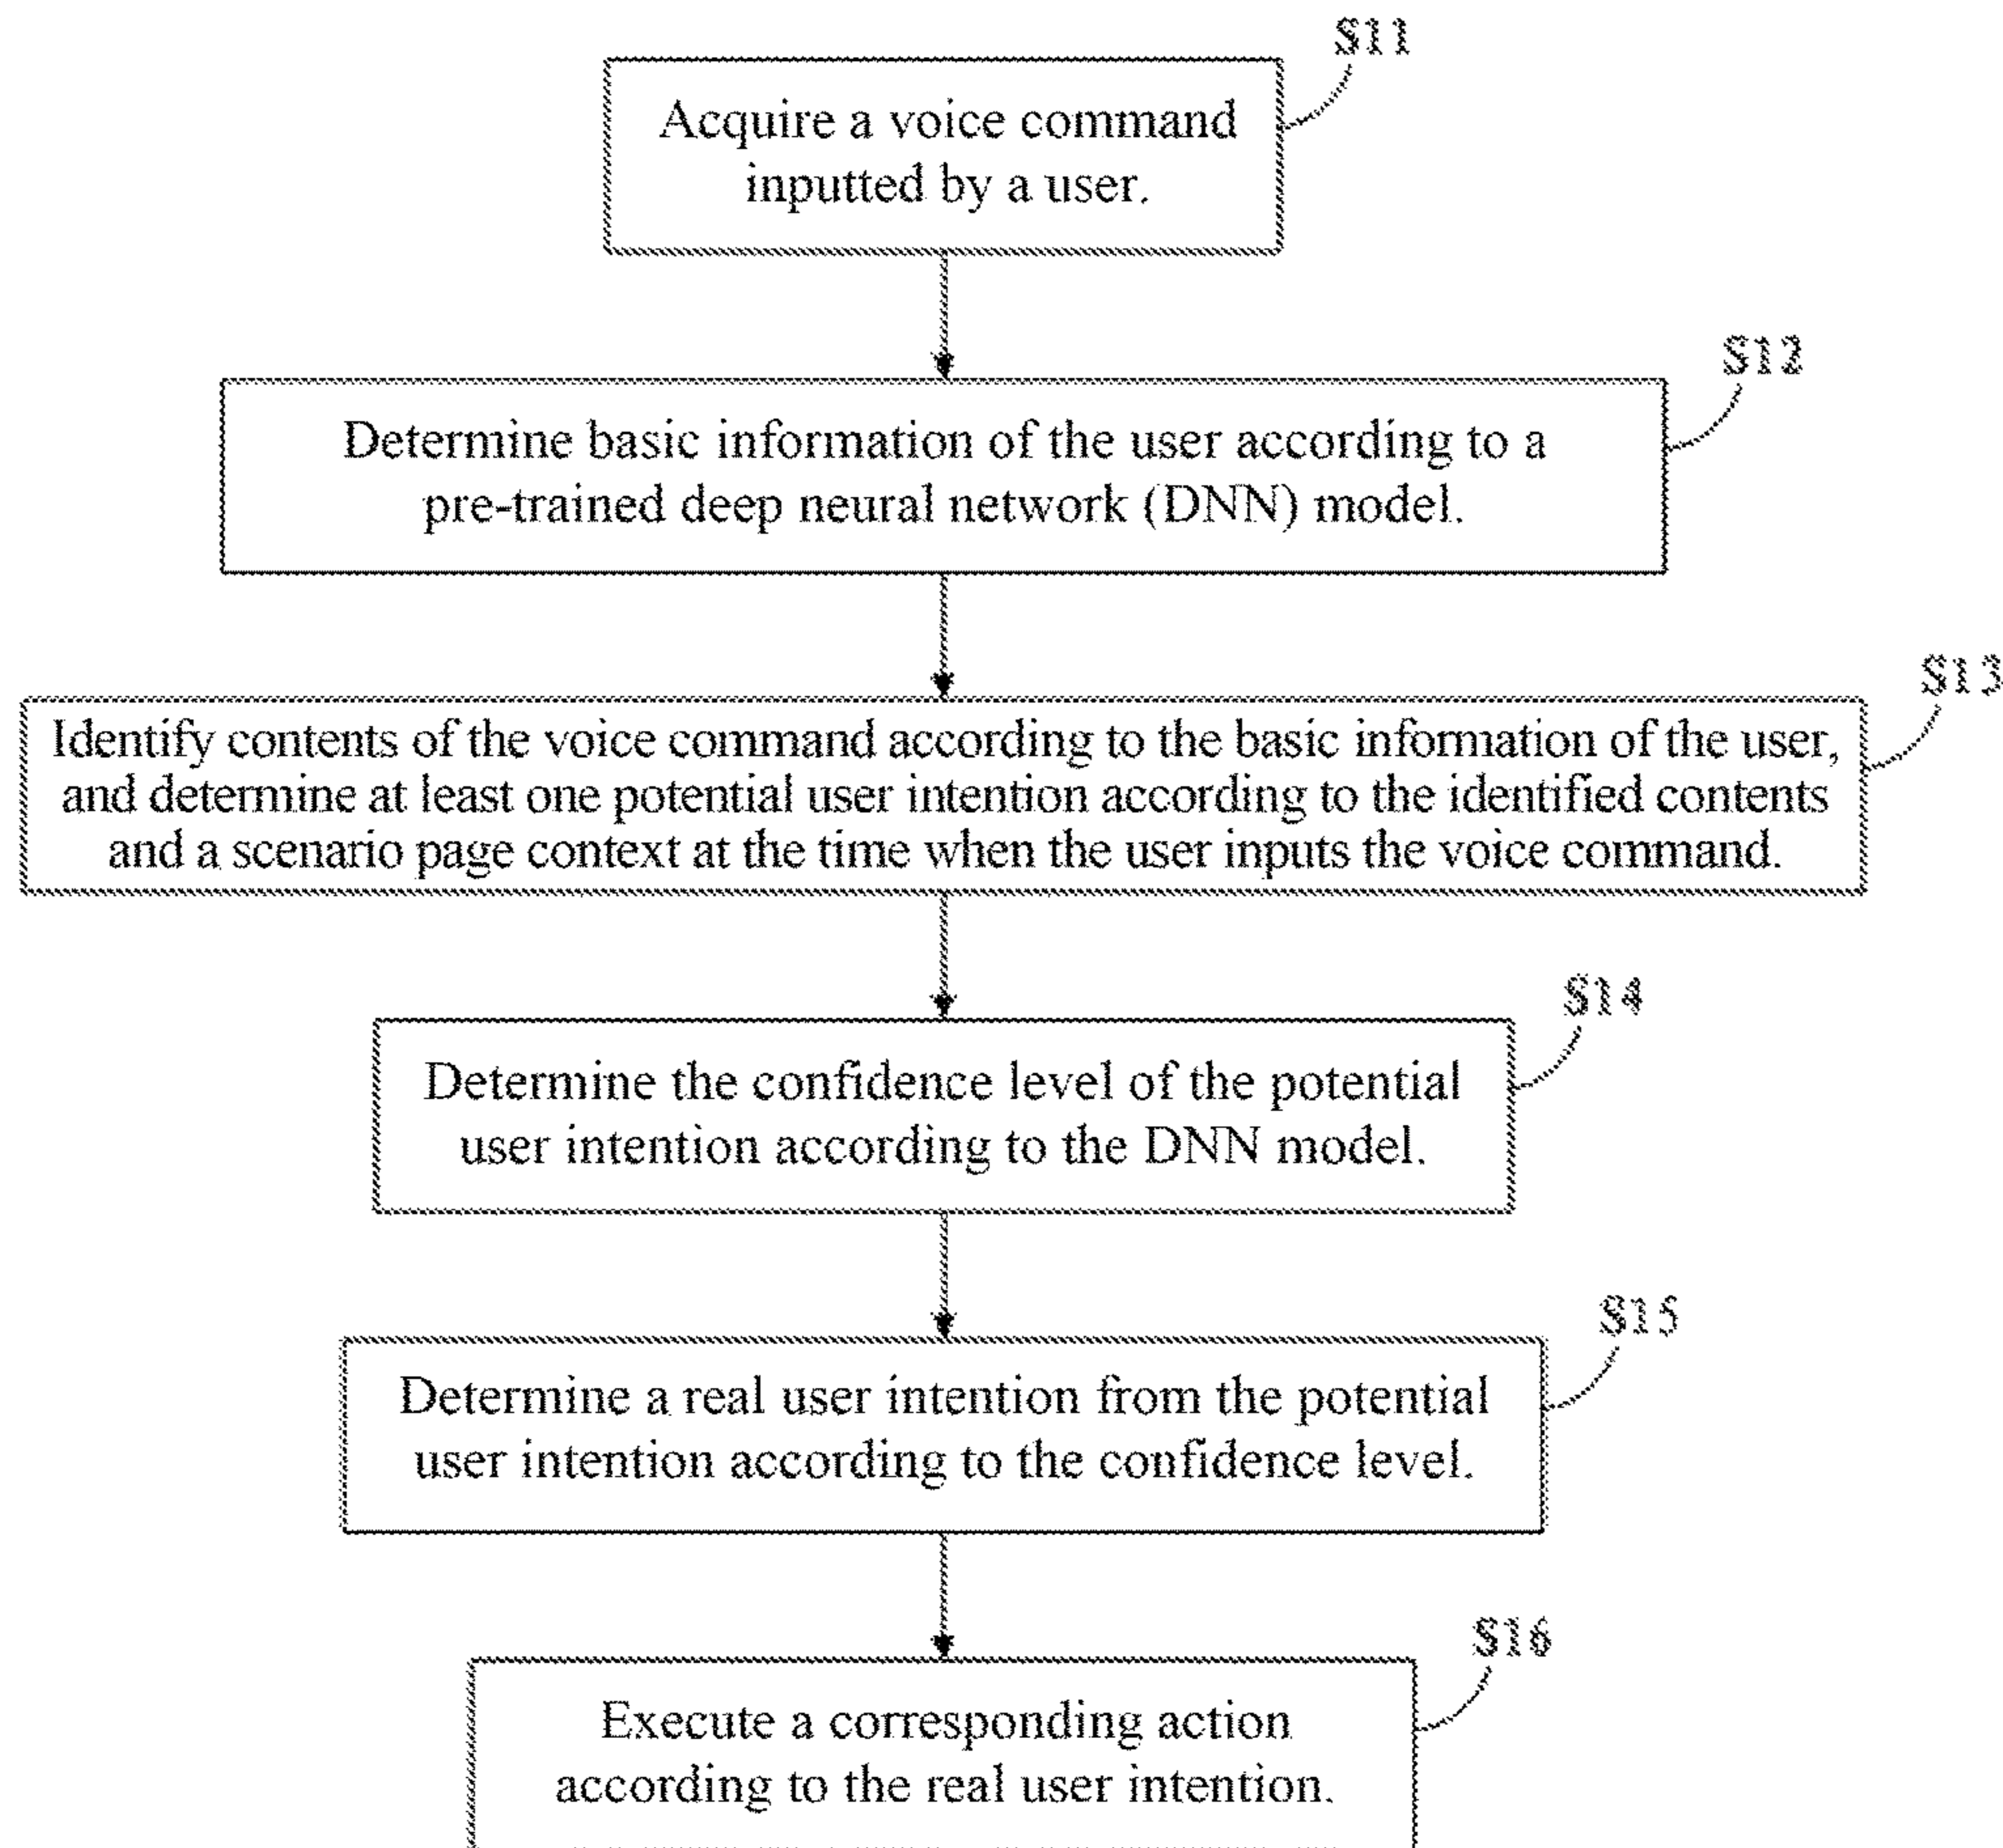 S11
Acquire a voice command
inputted by a user.
S12
Determine basic information of the user according to a
pre-trained deep neural network (DNN) model.
S13
Identify contents of the voice command according to the basic information of the user,
and determine at least one potential user intention according to the identified contents
and a scenario page context at the time when the user inputs the voice command.
S14
Determine the confidence level of the potential
user intention according to the DNN model.
S15
Determine a real user intention from the potential
user intention according to the confidence level.
S16
Execute a corresponding action
according to the real user intention.